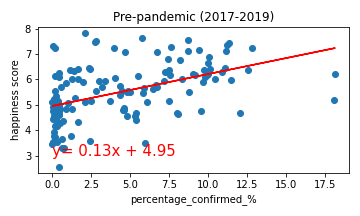 Pre-pandemic (2017-2019)
happiness score
8
7
6
5
4
3
y = 0.13x + 4.95
0.0 2.5 5.0 7.5 10.0 12.5 15.0 17.5
percentage_confirmed_%